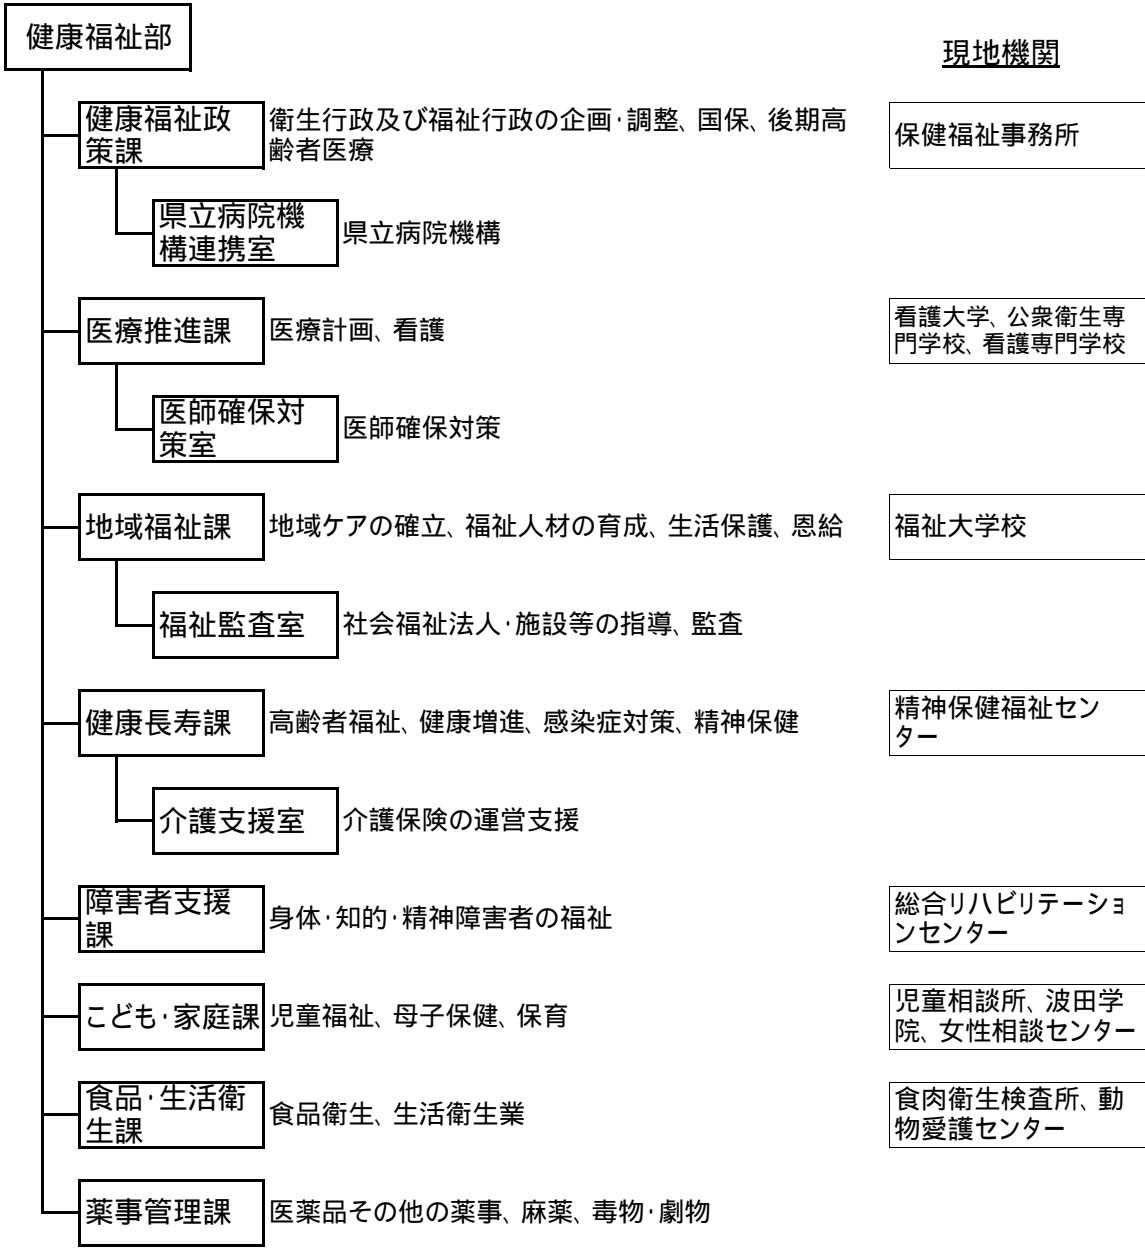 健康福祉部
現地機関
健康福祉政
策課
衛生行政及び福祉行政の企画・調整、国保、後期高
齢者医療
保健福祉事務所
県立病院機
構連携室
県立病院機構
医療推進課
医療計画、看護
看護大学、公衆衛生専
門学校、看護専門学校
医師確保対
策室
医師確保対策
地域福祉課
地域ケアの確立、福祉人材の育成、生活保護、恩給
福祉大学校
福祉監査室
社会福祉法人・施設等の指導、監査
健康長寿課
高齢者福祉、健康増進、感染症対策、精神保健
精神保健福祉セン
ター
介護支援室
介護保険の運営支援
障害者支援
課
身体・知的・精神障害者の福祉
総合リハビリテーショ
ンセンター
こども・家庭課
児童福祉、母子保健、保育
児童相談所、波田学
院、女性相談センター
食品・生活衛
生課
食品衛生、生活衛生業
食肉衛生検査所、動
物愛護センター
薬事管理課
医薬品その他の薬事、麻薬、毒物・劇物